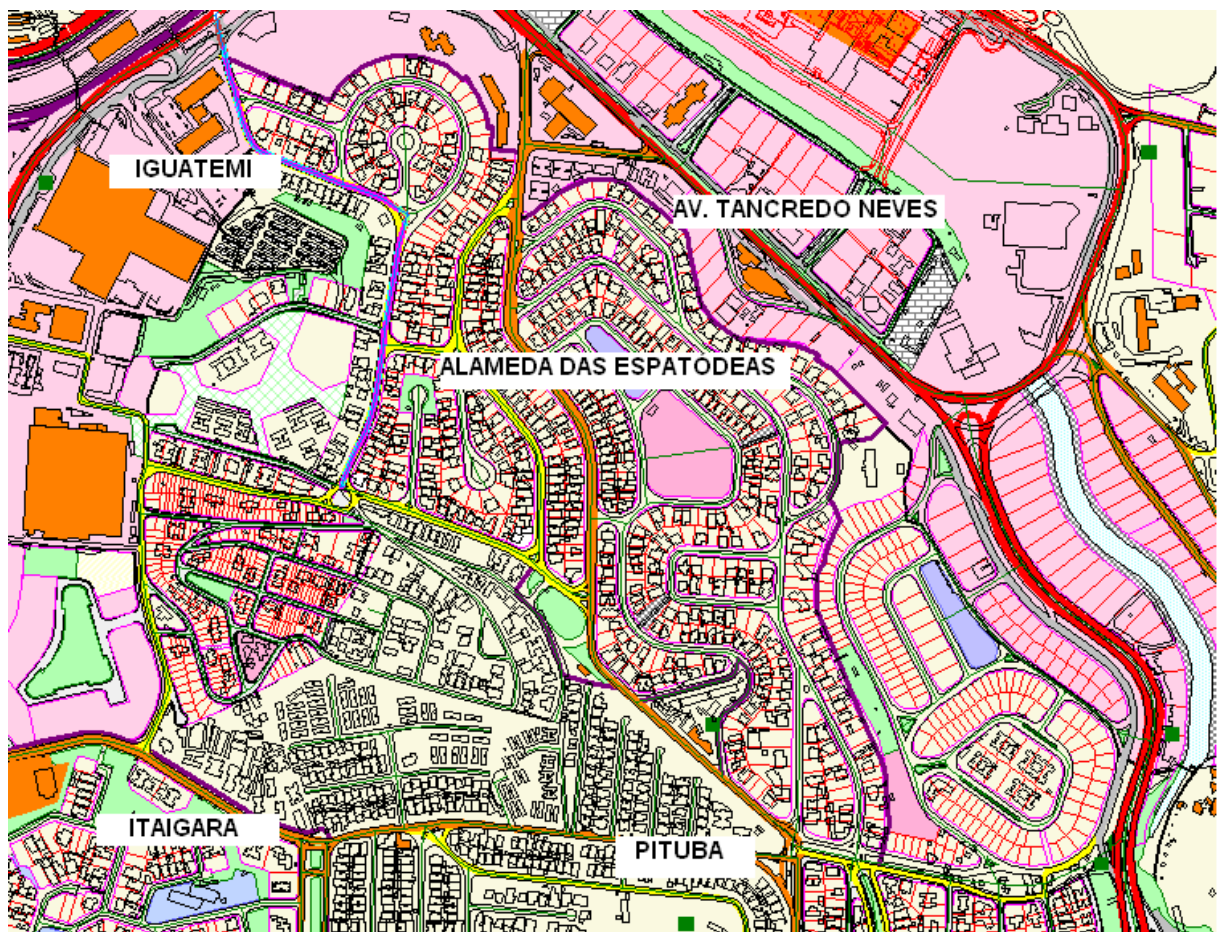 IGUATEMI
AV. TANCREDO NEVES
ALAMEDA DAS ESPATODEAS
ITAIGARA
PITUBA